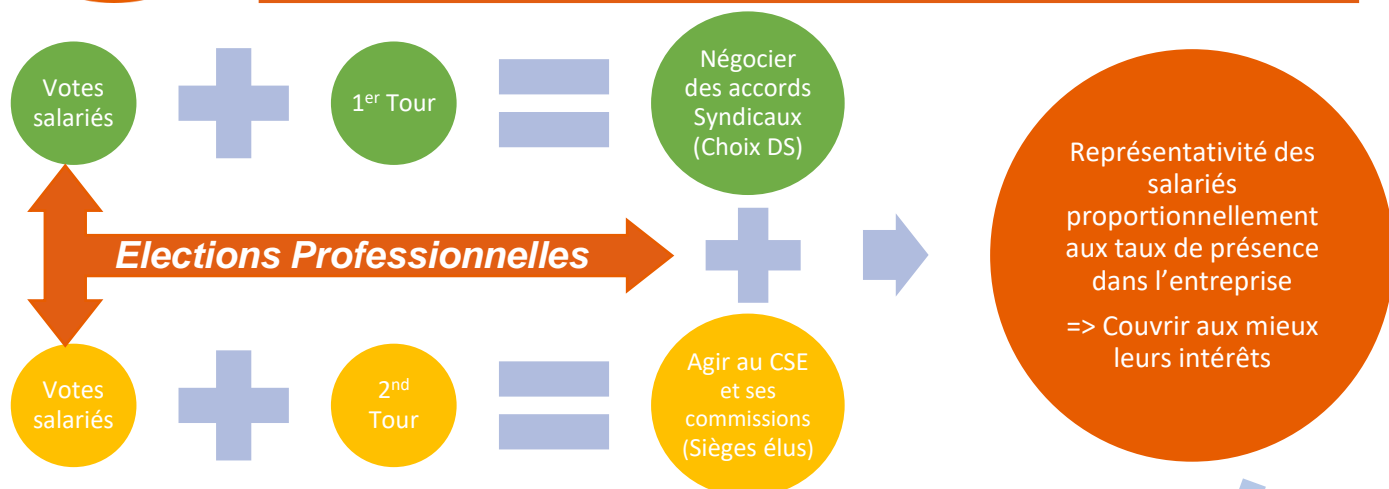 Votes
salariés
1er Tour
Négocier
des accords
Syndicaux
(Choix DS)
Elections Professionnelles
Votes
salariés
2nd
Tour
Agir au CSE
et ses
commissions
(Sièges élus)
Représentativité des
salariés
proportionnellement
aux taux de présence
dans l'entreprise
=> Couvrir aux mieux
leurs intérêts